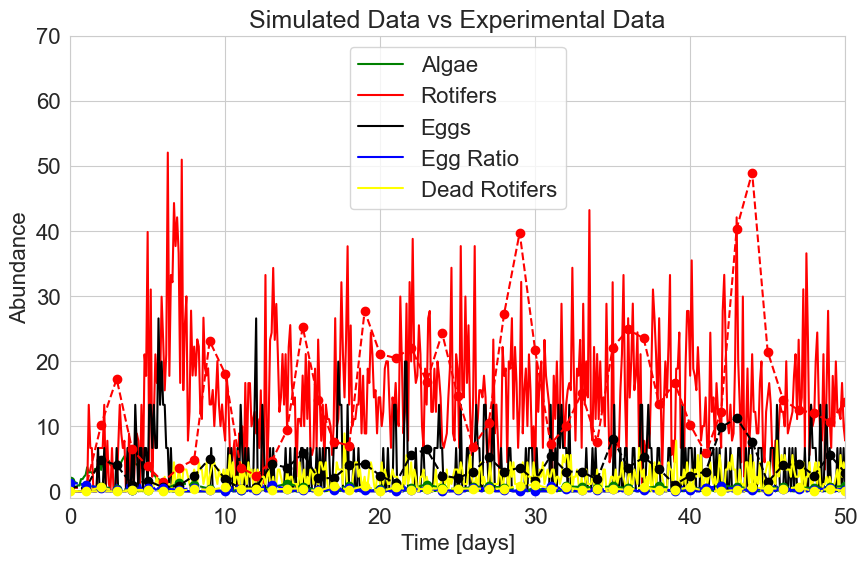 Simulated Data vs Experimental Data
70
60
50
40
30
20
10
0
Abundance
Algae
Rotifers
Eggs
Egg Ratio
Dead Rotifers
0 10 20 30 40 50
Time [days]